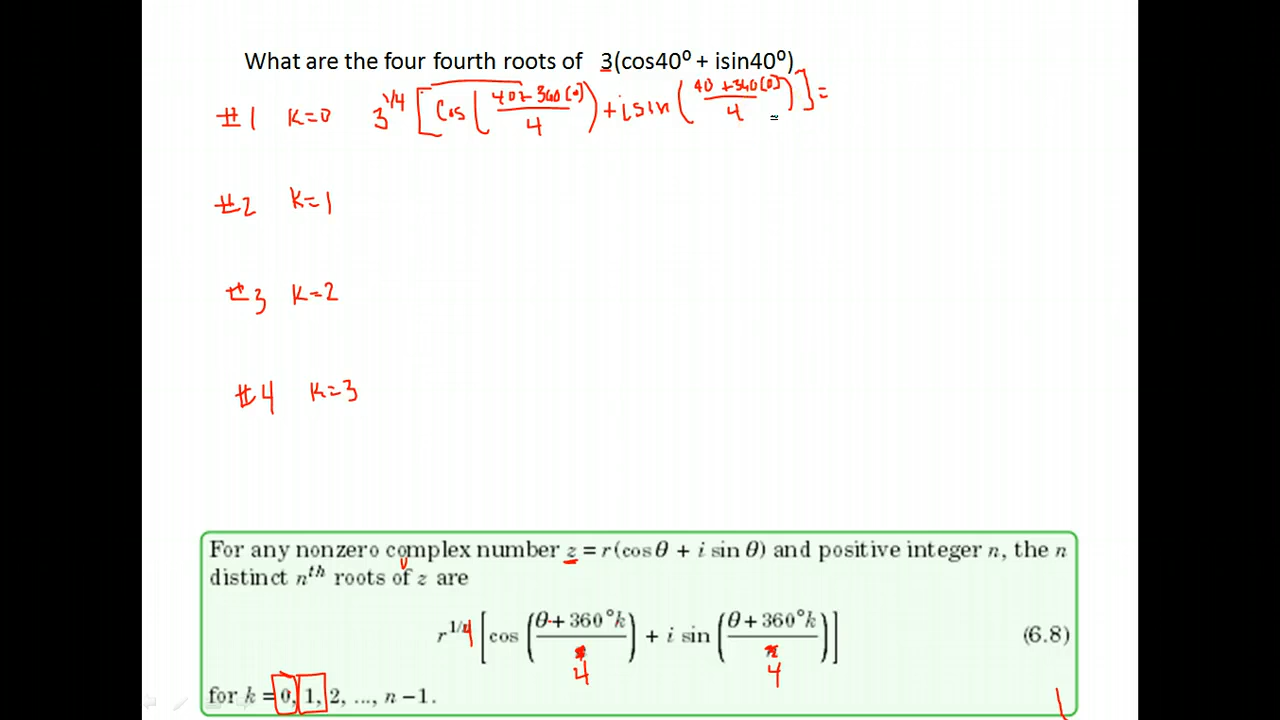 What are the four fourth roots of 3(cos40⁰ + isin40⁰)
#1 K=0 3^1/4 [cos((40+360(0))/4) + i sin((40+360(0))/4)] =
#2 K=1
#3 K=2
#4 K=3
For any nonzero complex number z = r(cos θ + i sin θ) and positive integer n, the n
distinct nth roots of z are
r^1/4 [cos((θ + 360°k)/4) + i sin((θ + 360°k)/4)] (6.8)
for k = 0, 1, 2, ..., n − 1.